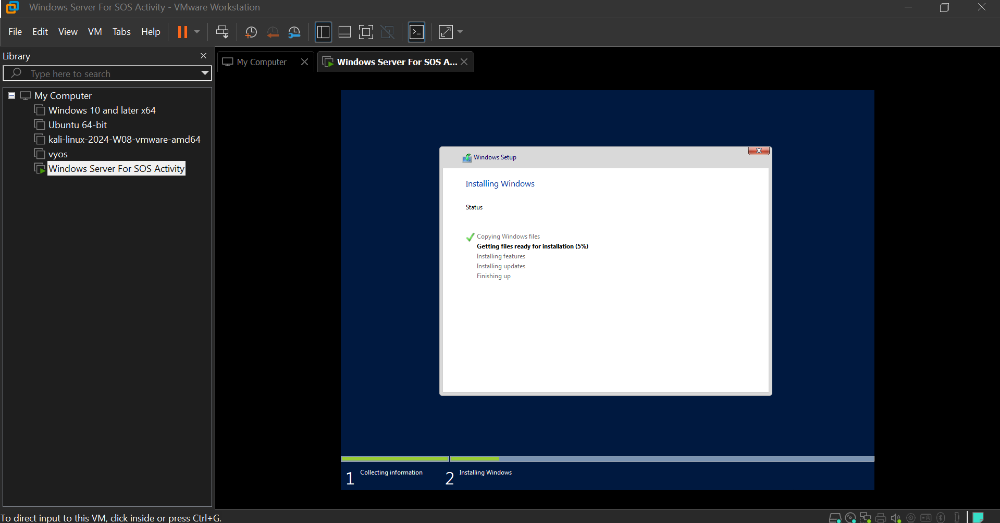 Windows Server For SOS Activity - VMware Workstation
File Edit View VM Tabs Help
Library
Type here to search
My Computer
Windows 10 and later x64
Ubuntu 64-bit
kali-linux-2024-W08-vmware-amd64
vyos
Windows Server For SOS Activity
My Computer
Windows Server For SOS A...
Windows Setup
Installing Windows
Status
Copying Windows files
Getting files ready for installation (5%)
Installing features
Installing updates
Finishing up
1 Collecting information
2 Installing Windows
To direct input to this VM, click inside or press Ctrl+G.